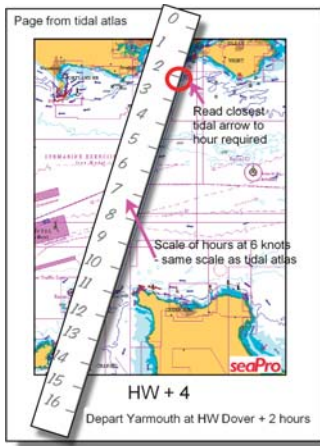 Page from tidal atlas
0
1
2
3
4
5
6
7
8
9
10
11
12
13
14
15
16
Read closest
tidal arrow to
hour required
Scale of hours at 6 knots
- same scale as tidal atlas
seaPro
HW + 4
Depart Yarmouth at HW Dover + 2 hours